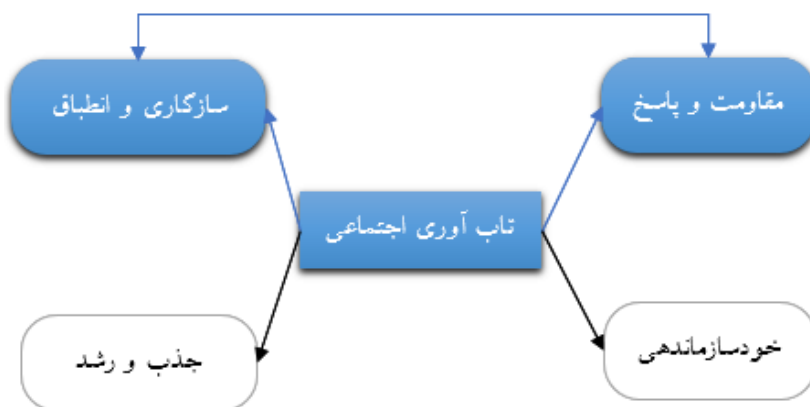 مقاومت و پاسخ
سازگاری و انطباق
تاب آوری اجتماعی
خودسازماندهی
جذب و رشد